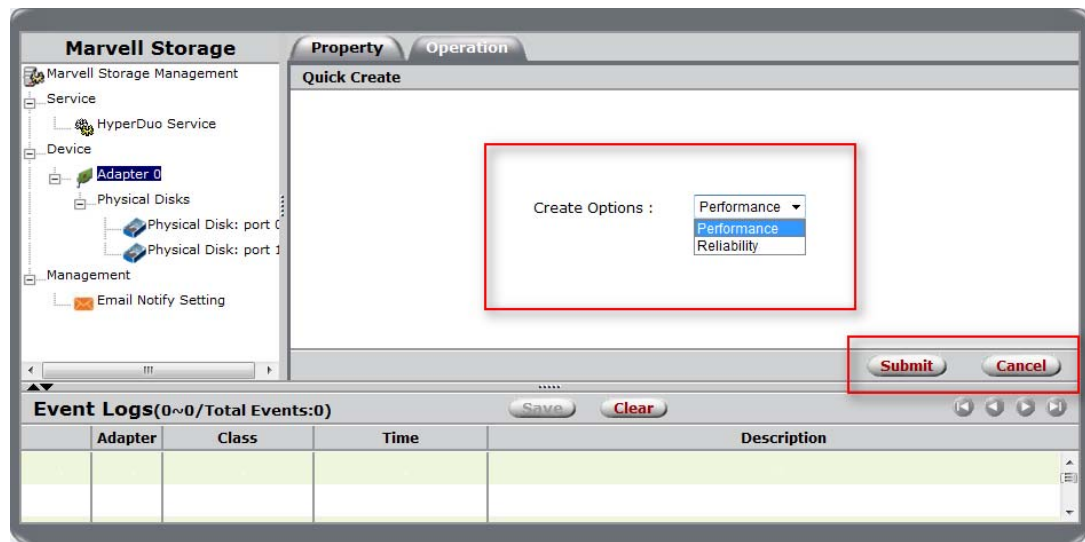 Marvell Storage
Marvell Storage Management
Service
HyperDuo Service
Device
Adapter 0
Physical Disks
Physical Disk: port 0
Physical Disk: port 1
Management
Email Notify Setting
Property
Operation
Quick Create
Create Options :
Performance
Performance
Reliability
Submit
Cancel
Event Logs(0~0/Total Events:0)
Save
Clear
Adapter
Class
Time
Description